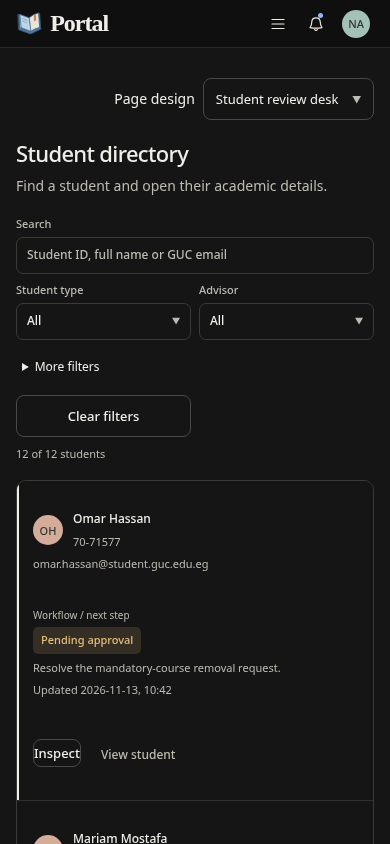 Portal
NA
Page design
Student review desk
Student directory
Find a student and open their academic details.
Search
Student ID, full name or GUC email
Student type
Advisor
All
All
More filters
Clear filters
12 of 12 students
OH
Omar Hassan
70-71577
omar.hassan@student.guc.edu.eg
Workflow / next step
Pending approval
Resolve the mandatory-course removal request.
Updated 2026-11-13, 10:42
Inspect
View student
Mariam Mostafa